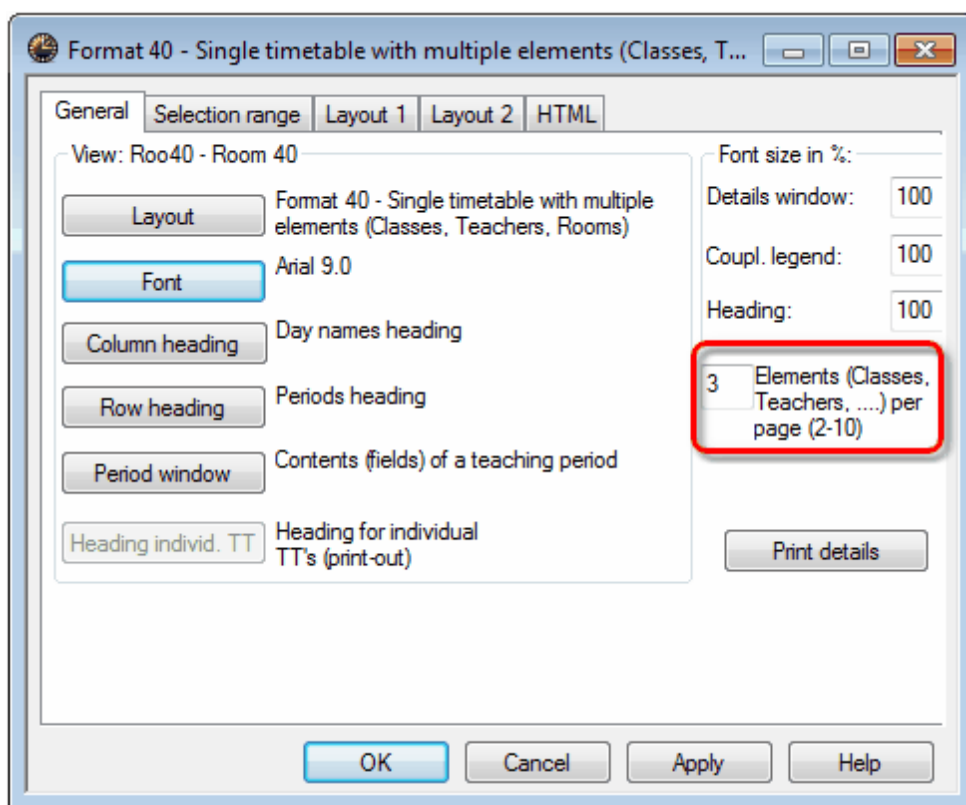 Format 40 - Single timetable with multiple elements (Classes, T...
General
Selection range
Layout 1
Layout 2
HTML
View: Roo40 - Room 40
Layout
Format 40 - Single timetable with multiple
elements (Classes, Teachers, Rooms)
Font
Arial 9.0
Column heading
Day names heading
Row heading
Periods heading
Period window
Contents (fields) of a teaching period
Heading individ. TT
Heading for individual
TT's (print-out)
Font size in %:
Details window:
100
Coupl. legend:
100
Heading:
100
3
Elements (Classes,
Teachers, ....) per
page (2-10)
Print details
OK
Cancel
Apply
Help